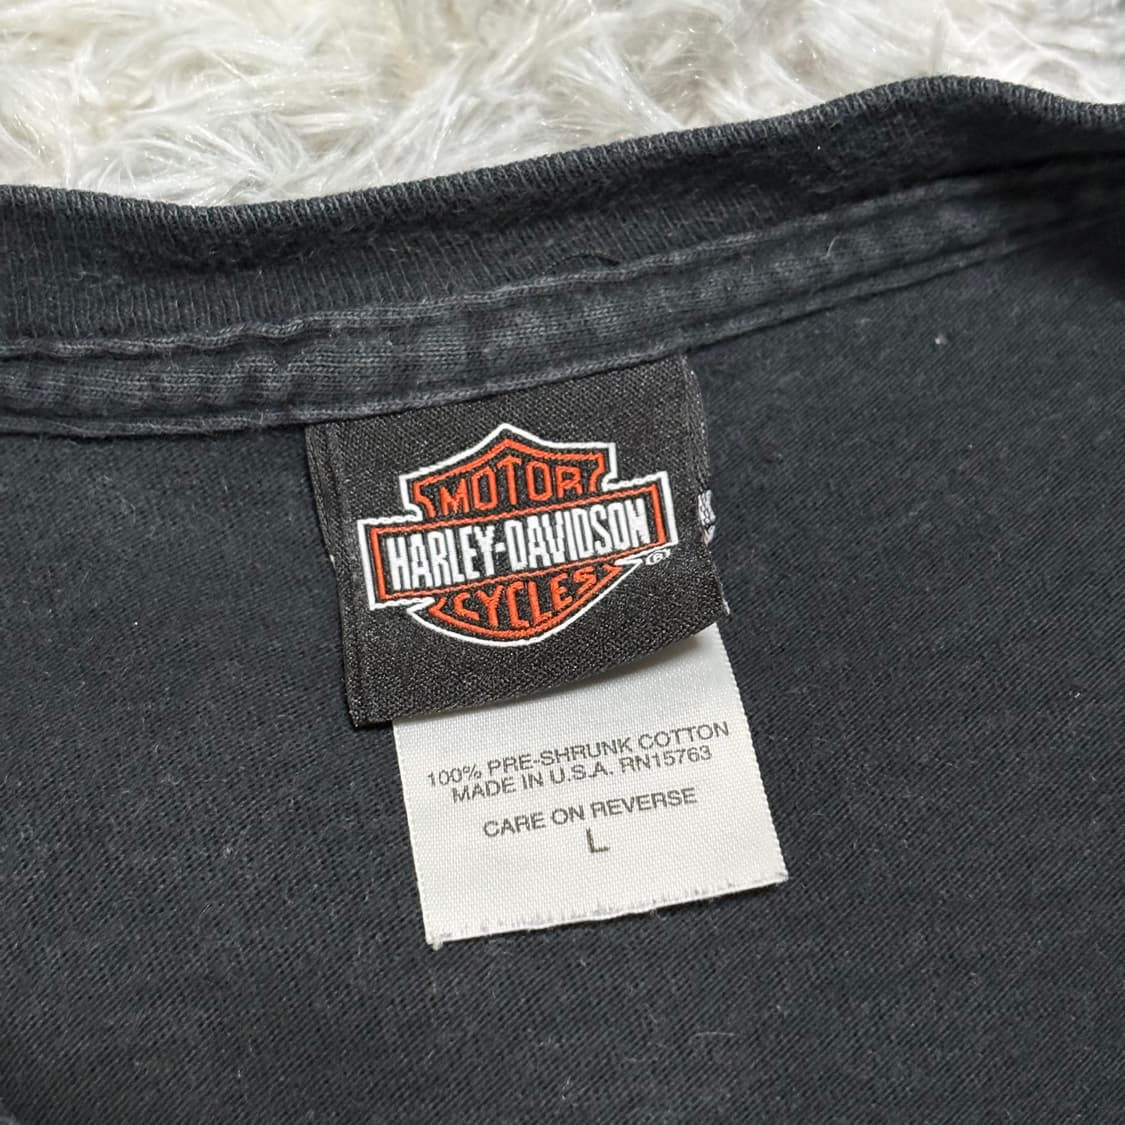 MOTOR
HARLEY-DAVIDSON
CYCLES
®
100% PRE-SHRUNK COTTON
MADE IN U.S.A. RN15763
CARE ON REVERSE
L